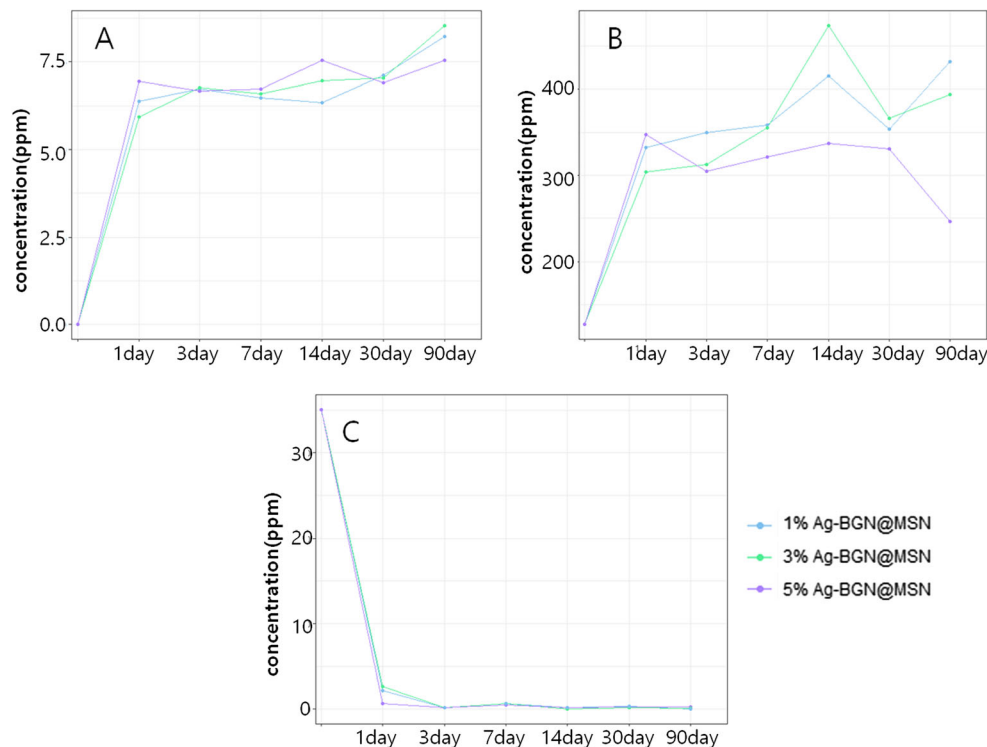 A
concentration(ppm)
7.5
5.0
2.5
0.0
1day 3day 7day 14day 30day 90day
B
concentration(ppm)
400
300
200
1day 3day 7day 14day 30day 90day
C
concentration(ppm)
30
20
10
0
1day 3day 7day 14day 30day 90day
1% Ag-BGN@MSN
3% Ag-BGN@MSN
5% Ag-BGN@MSN